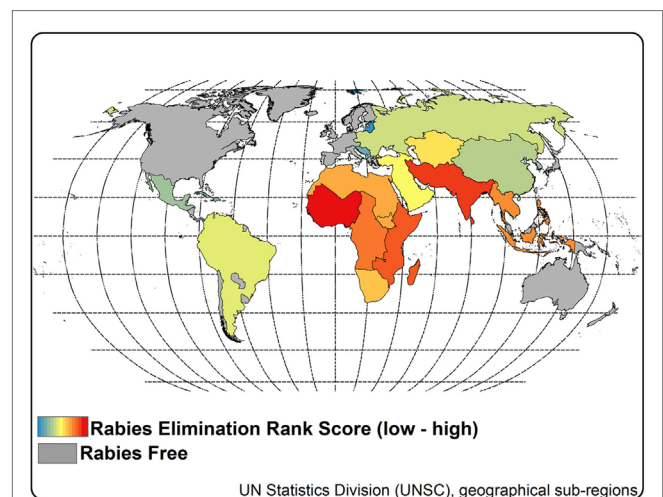 Rabies Elimination Rank Score (low - high)
Rabies Free
UN Statistics Division (UNSC), geographical sub-regions